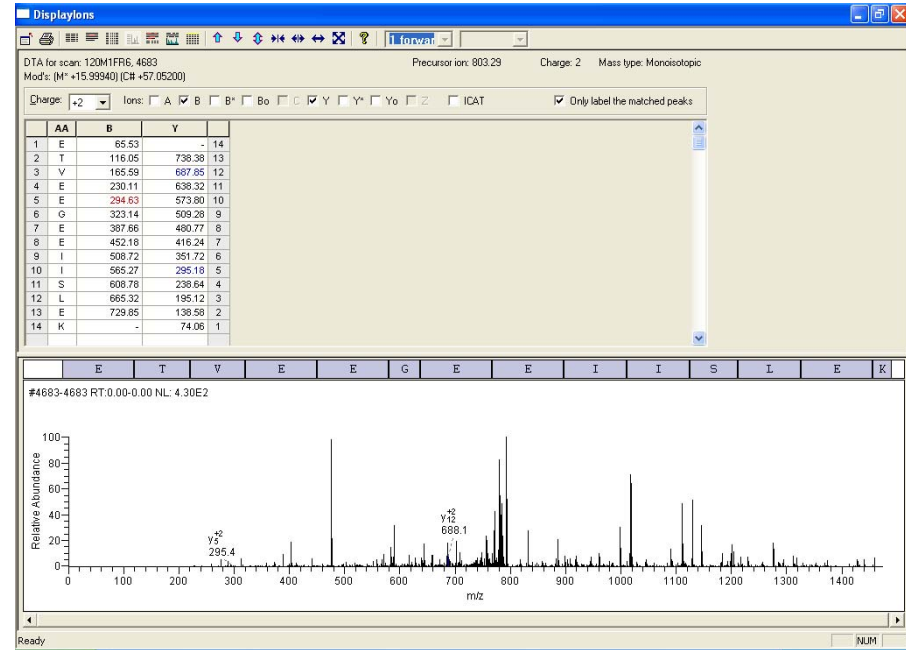 DisplayIons
1 forwar
DTA for scan: 120M1FR6, 4683 Precursor ion: 803.29 Charge: 2 Mass type: Monoisotopic
Mod's: (M* +15.99940) (C# +57.05200)
Charge: +2 Ions: A B B* Bo C Y Y* Yo Z ICAT Only label the matched peaks
AA B Y
1 E 65.53 - 14
2 T 116.05 738.38 13
3 V 165.59 687.85 12
4 E 230.11 638.32 11
5 E 294.63 573.80 10
6 G 323.14 509.28 9
7 E 387.66 480.77 8
8 E 452.18 416.24 7
9 I 508.72 351.72 6
10 I 565.27 295.18 5
11 S 608.78 238.64 4
12 L 665.32 195.12 3
13 E 729.85 138.58 2
14 K - 74.06 1
E T V E E G E E I I S L E K
#4683-4683 RT:0.00-0.00 NL: 4.30E2
Relative Abundance
100
80
60
40
20
0
y5+2
295.4
y12+2
688.1
0 100 200 300 400 500 600 700 800 900 1000 1100 1200 1300 1400
m/z
Ready NUM